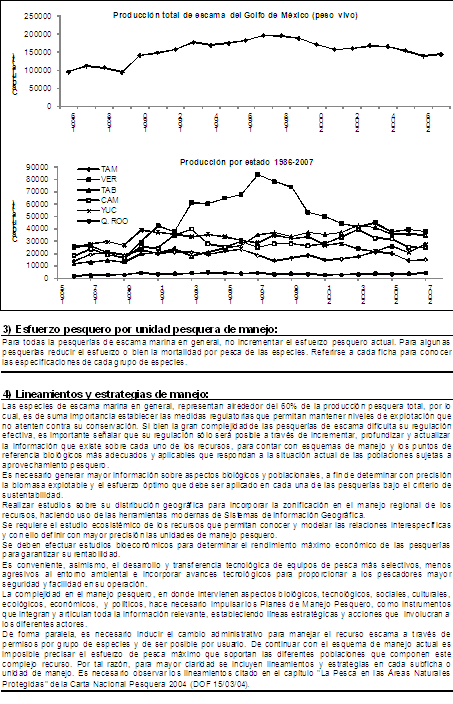 Producción total de escama del Golfo de México (peso vivo)
250000
200000
150000
100000
50000
0
Producción por estado 1986-2007
90000
80000
70000
60000
50000
40000
30000
20000
10000
0
TAM
VER
TAB
CAM
YUC
Q. ROO
3) Esfuerzo pesquero por unidad pesquera de manejo:
Para todas la pesquerías de escama marina en general, no incrementar el esfuerzo pesquero actual. Para algunas
pesquerías reducir el esfuerzo o bien la mortalidad por pesca de las especies. Referirse a cada ficha para conocer
las especificaciones de cada grupo de especies.
4) Lineamientos y estrategias de manejo:
Las especies de escama marina en general, representan alrededor del 60% de la producción pesquera total, por lo
cual, es de suma importancia establecer las medidas regulatorias que permitan mantener niveles de explotación que
no atenten contra su conservación. Si bien la gran complejidad de las pesquerías de escama dificulta su regulación
efectiva, es importante señalar que su regulación sólo será posible a través de incrementar, profundizar y actualizar
la información que existe sobre cada uno de los recursos, para contar con esquemas de manejo y los puntos de
referencia biológicos más adecuados y aplicables que respondan a la situación actual de las poblaciones sujetas a
aprovechamiento pesquero.
Es necesario generar mayor información sobre aspectos biológicos y poblacionales, a fin de determinar con precisión
la biomasa explotable y el esfuerzo óptimo que debe ser aplicado en cada una de las pesquerías bajo el criterio de
sustentabilidad.
Realizar estudios sobre su distribución geográfica para incorporar la zonificación en el manejo regional de los
recursos, haciendo uso de las herramientas modernas de Sistemas de Información Geográfica.
Se requiere el estudio ecosistémico de los recursos que permitan conocer y modelar las relaciones interespecíficas
y con ello definir con mayor precisión las unidades de manejo pesquero.
Se deben efectuar estudios bioeconómicos para determinar el rendimiento máximo económico de las pesquerías
para garantizar su rentabilidad.
Es conveniente, asimismo, el desarrollo y transferencia tecnológica de equipos de pesca más selectivos, menos
agresivos al entorno ambiental e incorporar avances tecnológicos para proporcionar a los pescadores mayor
seguridad y facilidad en su operación.
La complejidad en el manejo pesquero, en donde intervienen aspectos biológicos, tecnológicos, sociales, culturales,
ecológicos, económicos, y políticos, hace necesario impulsar los Planes de Manejo Pesquero, como instrumentos
que integran y articulan toda la información relevante, estableciendo líneas estratégicas y acciones que involucran a
los diferentes actores.
De forma paralela, es necesario inducir el cambio administrativo para manejar el recurso escama a través de
permisos por grupo de especies y de ser posible por usuario. De continuar con el esquema de manejo actual es
imposible precisar el esfuerzo de pesca máximo que soportan las diferentes poblaciones que componen este
complejo recurso. Por tal razón, para mayor claridad se incluyen lineamientos y estrategias en cada subficha o
unidad de manejo. Es necesario observar los lineamientos citado en el capítulo "La Pesca en las Áreas Naturales
Protegidas" de la Carta Nacional Pesquera 2004 (DOF 15/03/04).